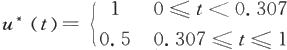 u* (t) = { 1 0 ⩽ t < 0.307
0.5 0.307 ⩽ t ⩽ 1